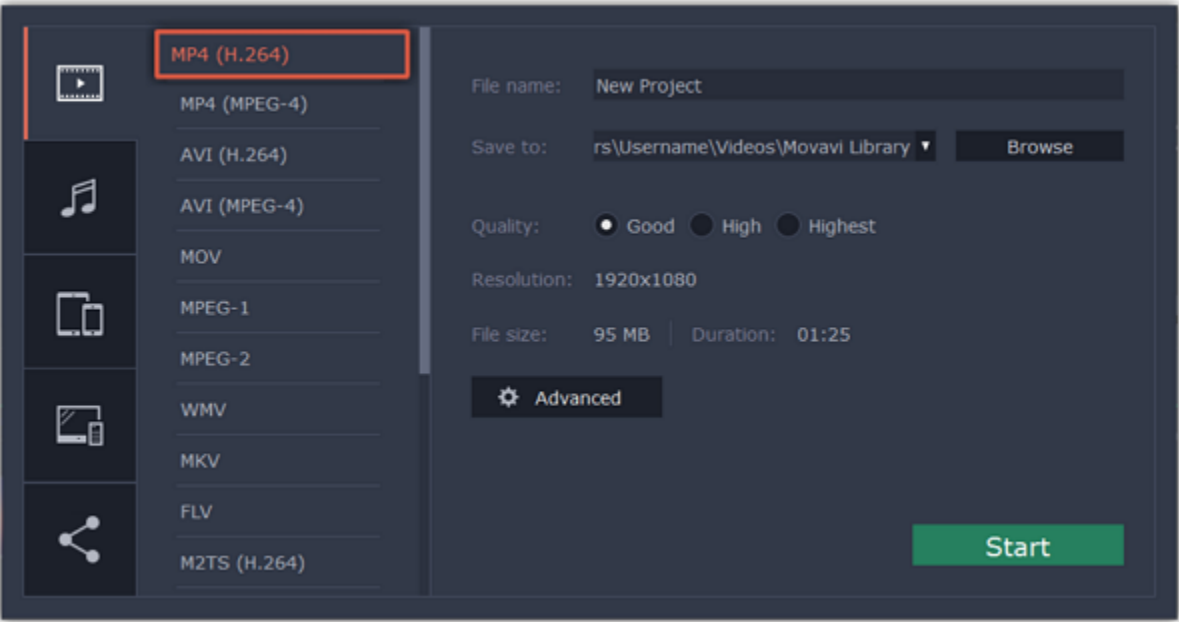 MP4 (H.264)
MP4 (MPEG-4)
AVI (H.264)
AVI (MPEG-4)
MOV
MPEG-1
MPEG-2
WMV
MKV
FLV
M2TS (H.264)
File name: New Project
Save to: rs\Username\Videos\Movavi Library Browse
Quality: Good High Highest
Resolution: 1920x1080
File size: 95 MB Duration: 01:25
Advanced
Start